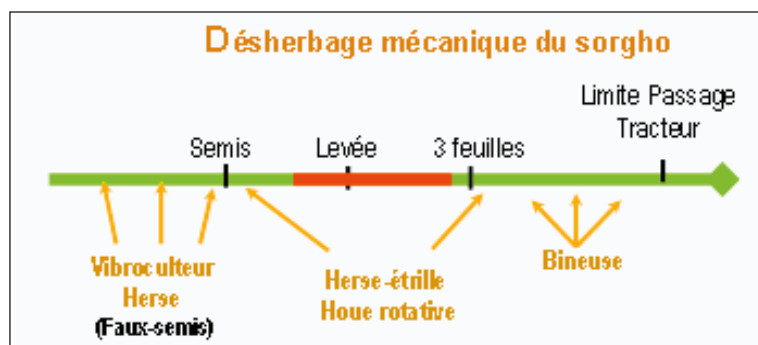 Désherbage mécanique du sorgho
Limite Passage
Tracteur
Semis
Levée
3 feuilles
Vibroculteur
Herse
(Faux-semis)
Herse-étrille
Houe rotative
Bineuse